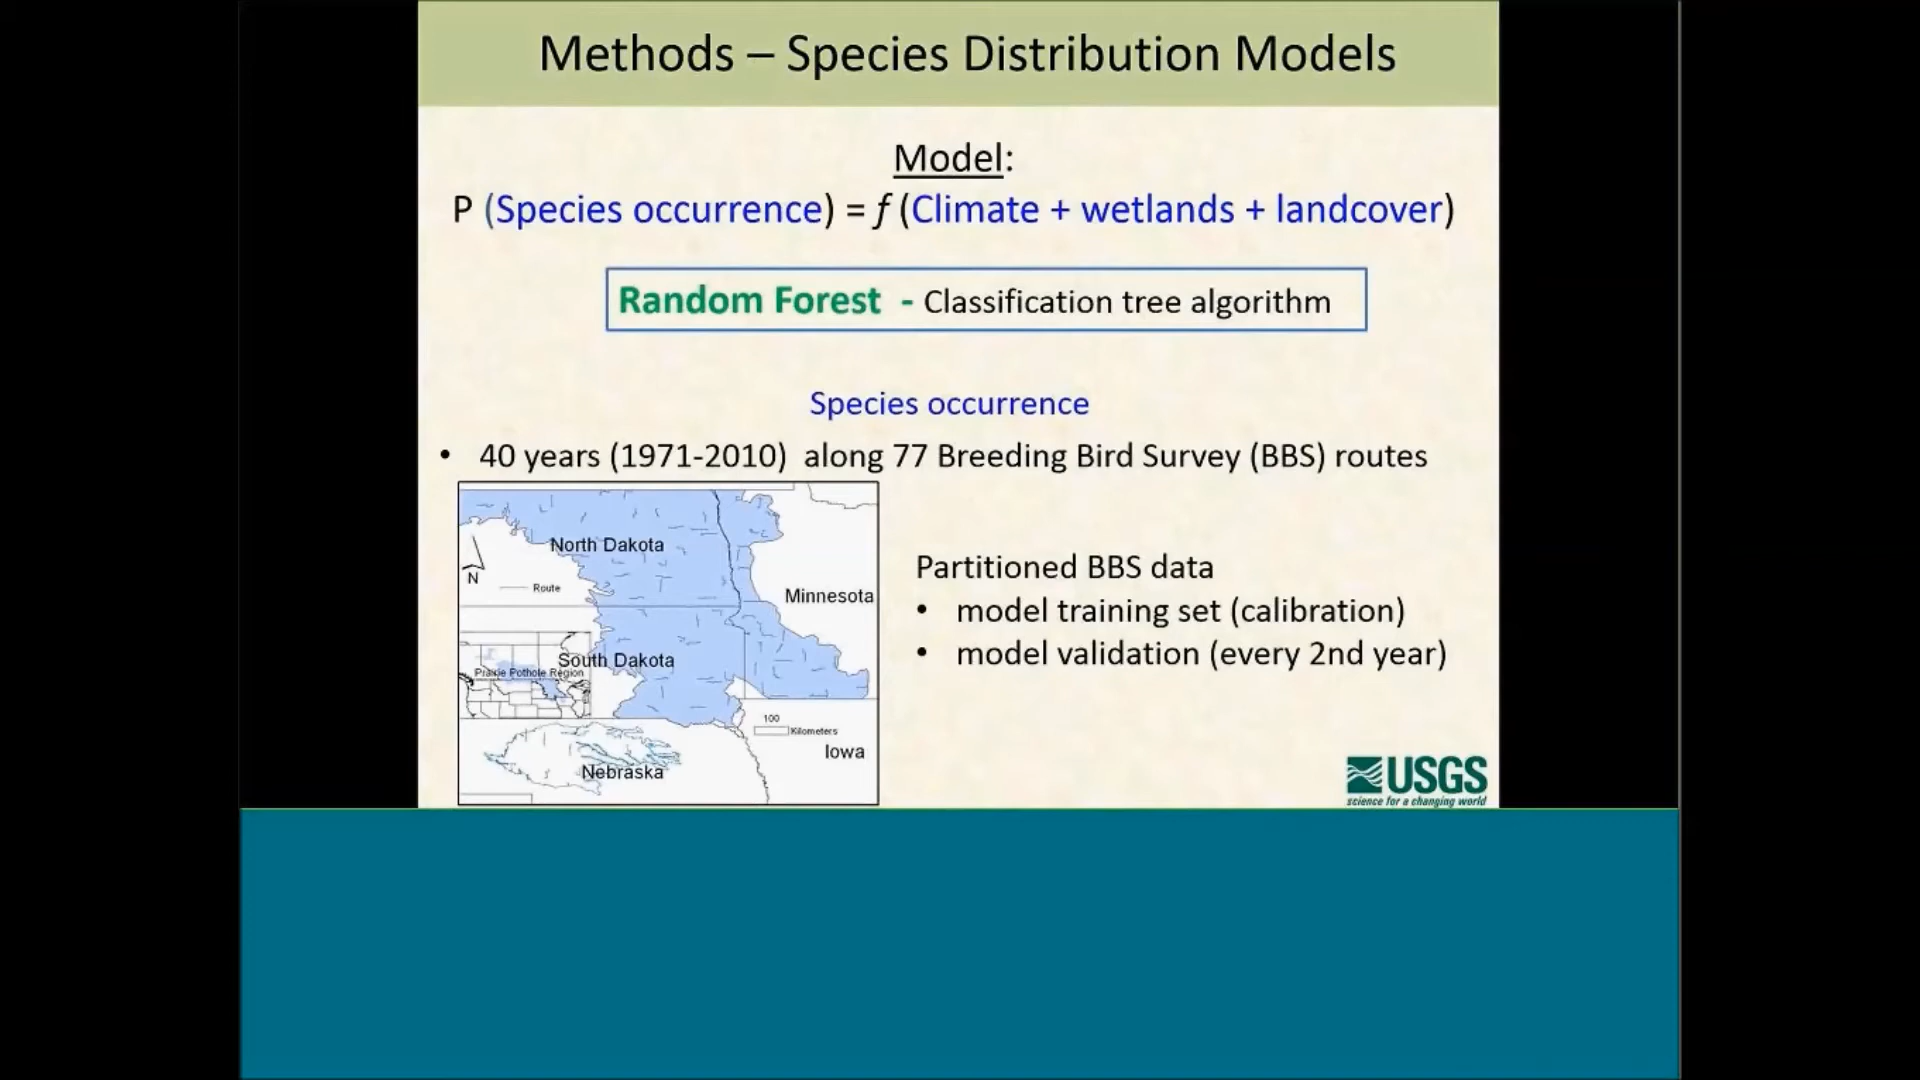 Methods – Species Distribution Models
Model:
P (Species occurrence) = f (Climate + wetlands + landcover)
Random Forest - Classification tree algorithm
Species occurrence
• 40 years (1971-2010) along 77 Breeding Bird Survey (BBS) routes
North Dakota
N
Route
Minnesota
South Dakota
Prairie Pothole Region
100
Kilometers
Iowa
Nebraska
Partitioned BBS data
• model training set (calibration)
• model validation (every 2nd year)
USGS
science for a changing world